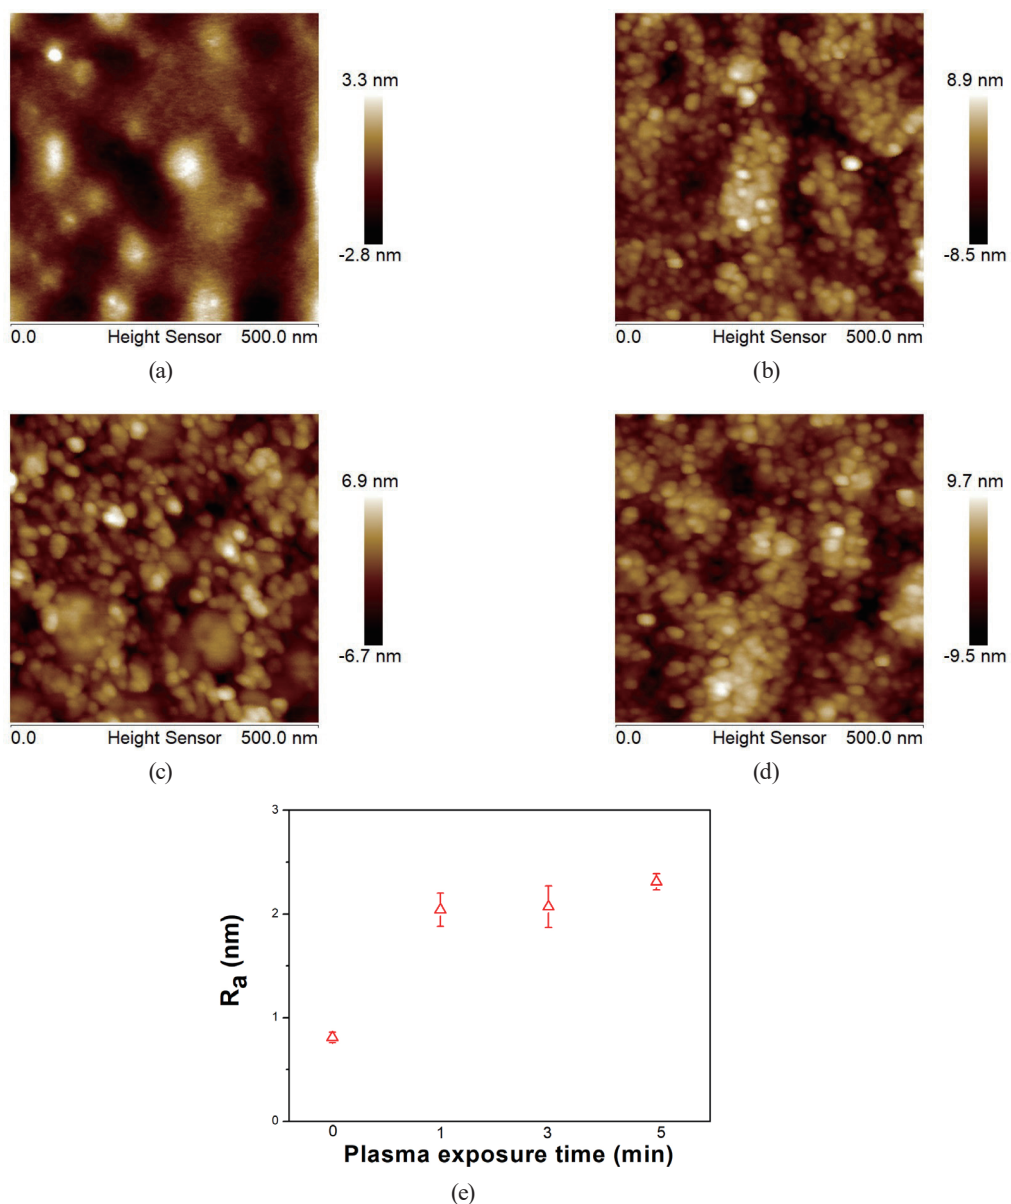 3.3 nm
-2.8 nm
0.0 Height Sensor 500.0 nm
(a)
8.9 nm
-8.5 nm
0.0 Height Sensor 500.0 nm
(b)
6.9 nm
-6.7 nm
0.0 Height Sensor 500.0 nm
(c)
9.7 nm
-9.5 nm
0.0 Height Sensor 500.0 nm
(d)
3
2
1
0
Ra (nm)
0 1 3 5
Plasma exposure time (min)
(e)